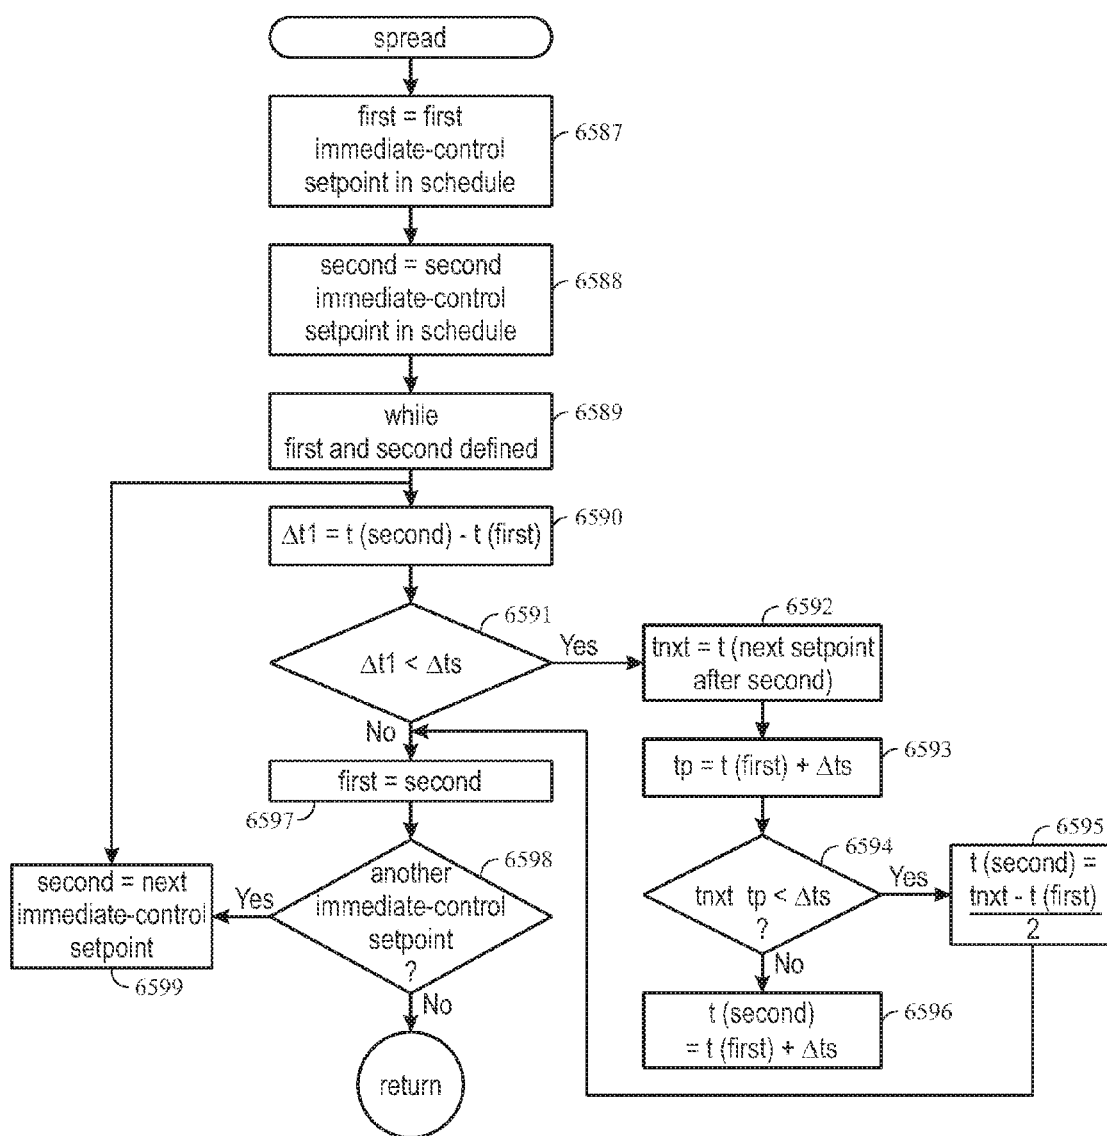 spread
first = first
immediate-control
setpoint in schedule
6587
second = second
immediate-control
setpoint in schedule
6588
while
first and second defined
6589
Δt1 = t (second) - t (first)
6590
Δt1 < Δts
6591
Yes
No
tnxt = t (next setpoint
after second)
6592
tp = t (first) + Δts
6593
tnxt tp < Δts
?
6594
Yes
No
t (second) =
tnxt - t (first)
2
6595
t (second)
= t (first) + Δts
6596
first = second
6597
another
immediate-control
setpoint
?
6598
Yes
No
second = next
immediate-control
setpoint
6599
return